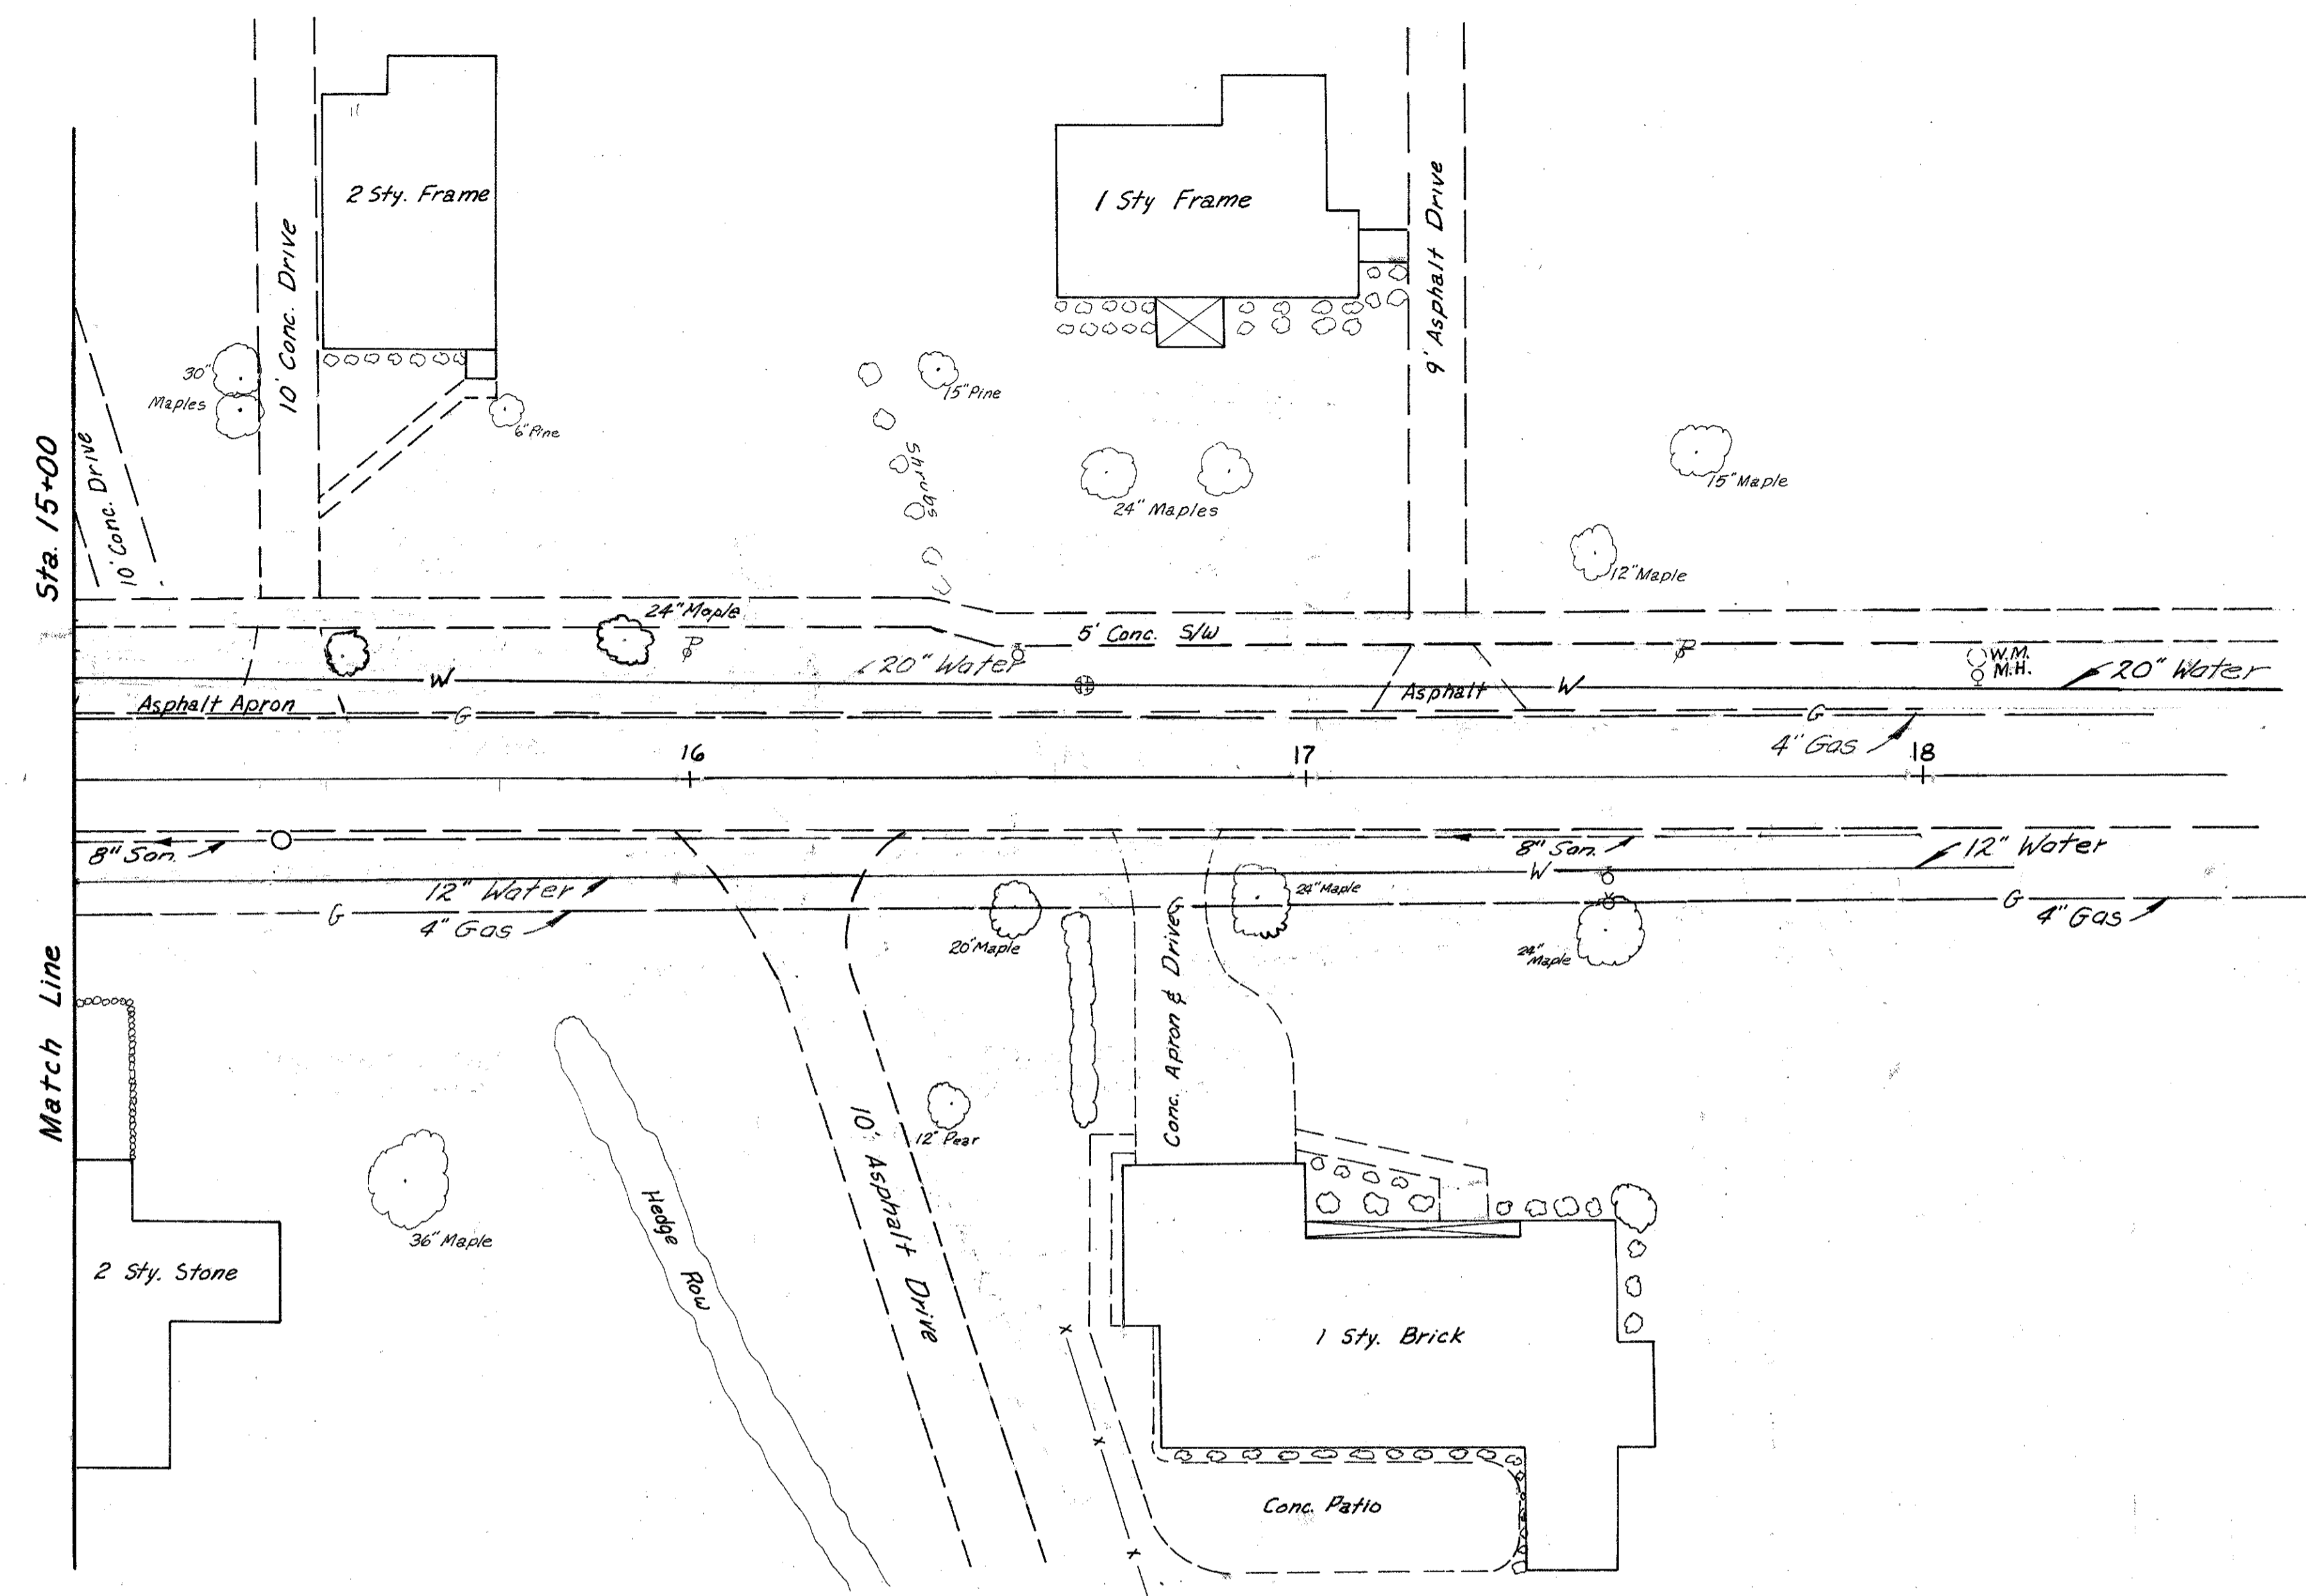 2 Sty. Frame
1 Sty Frame
10' Conc. Drive
9' Asphalt Drive
30"
Maples
15" Pine
6" Pine
Shrubs
Sta. 15+00
10' Conc. Drive
24" Maples
15" Maple
12" Maple
24" Maple
5' Conc. S/W
20" Water
W.M.
M.H.
20" Water
W
W
Asphalt Apron
Asphalt
G
G
4" Gas
16
17
18
8" San.
8" San.
12" Water
12" Water
W
24" Maple
G
4" Gas
G
G
4" Gas
20" Maple
24"
Maple
Conc. Apron & Drive
Match Line
12" Pear
10' Asphalt Drive
36" Maple
Hedge Row
2 Sty. Stone
x
1 Sty. Brick
x
Conc. Patio
x